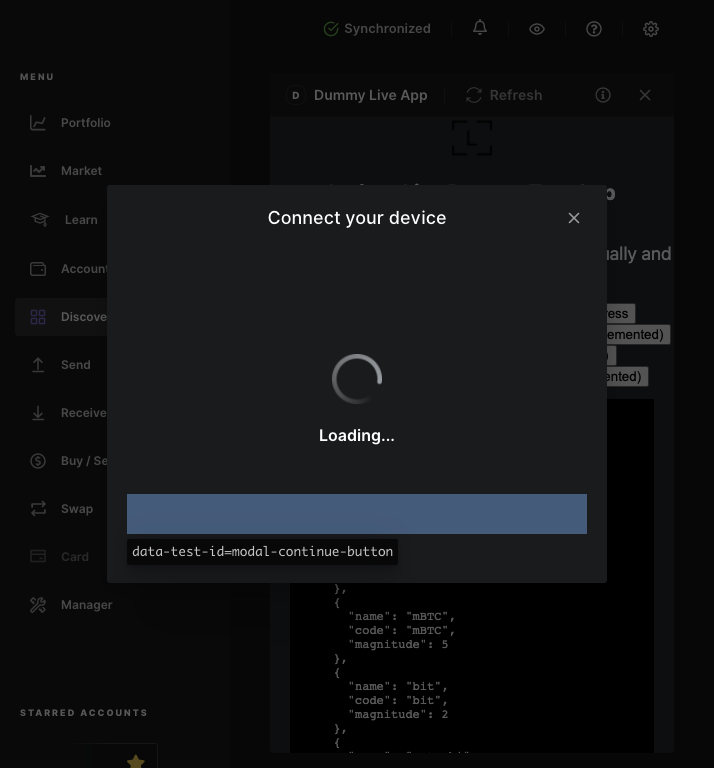 Synchronized
MENU
D Dummy Live App Refresh
Portfolio
Market
Learn
Connect your device
ually and
Account
Discove
ress
emented)
)
Send
ented)
Receive
Loading...
Buy / Se
Swap
data-test-id=modal-continue-button
Card
Manager
},
{
"name": "mBTC",
"code": "mBTC",
"magnitude": 5
},
{
"name": "bit",
"code": "bit",
"magnitude": 2
},
{
STARRED ACCOUNTS